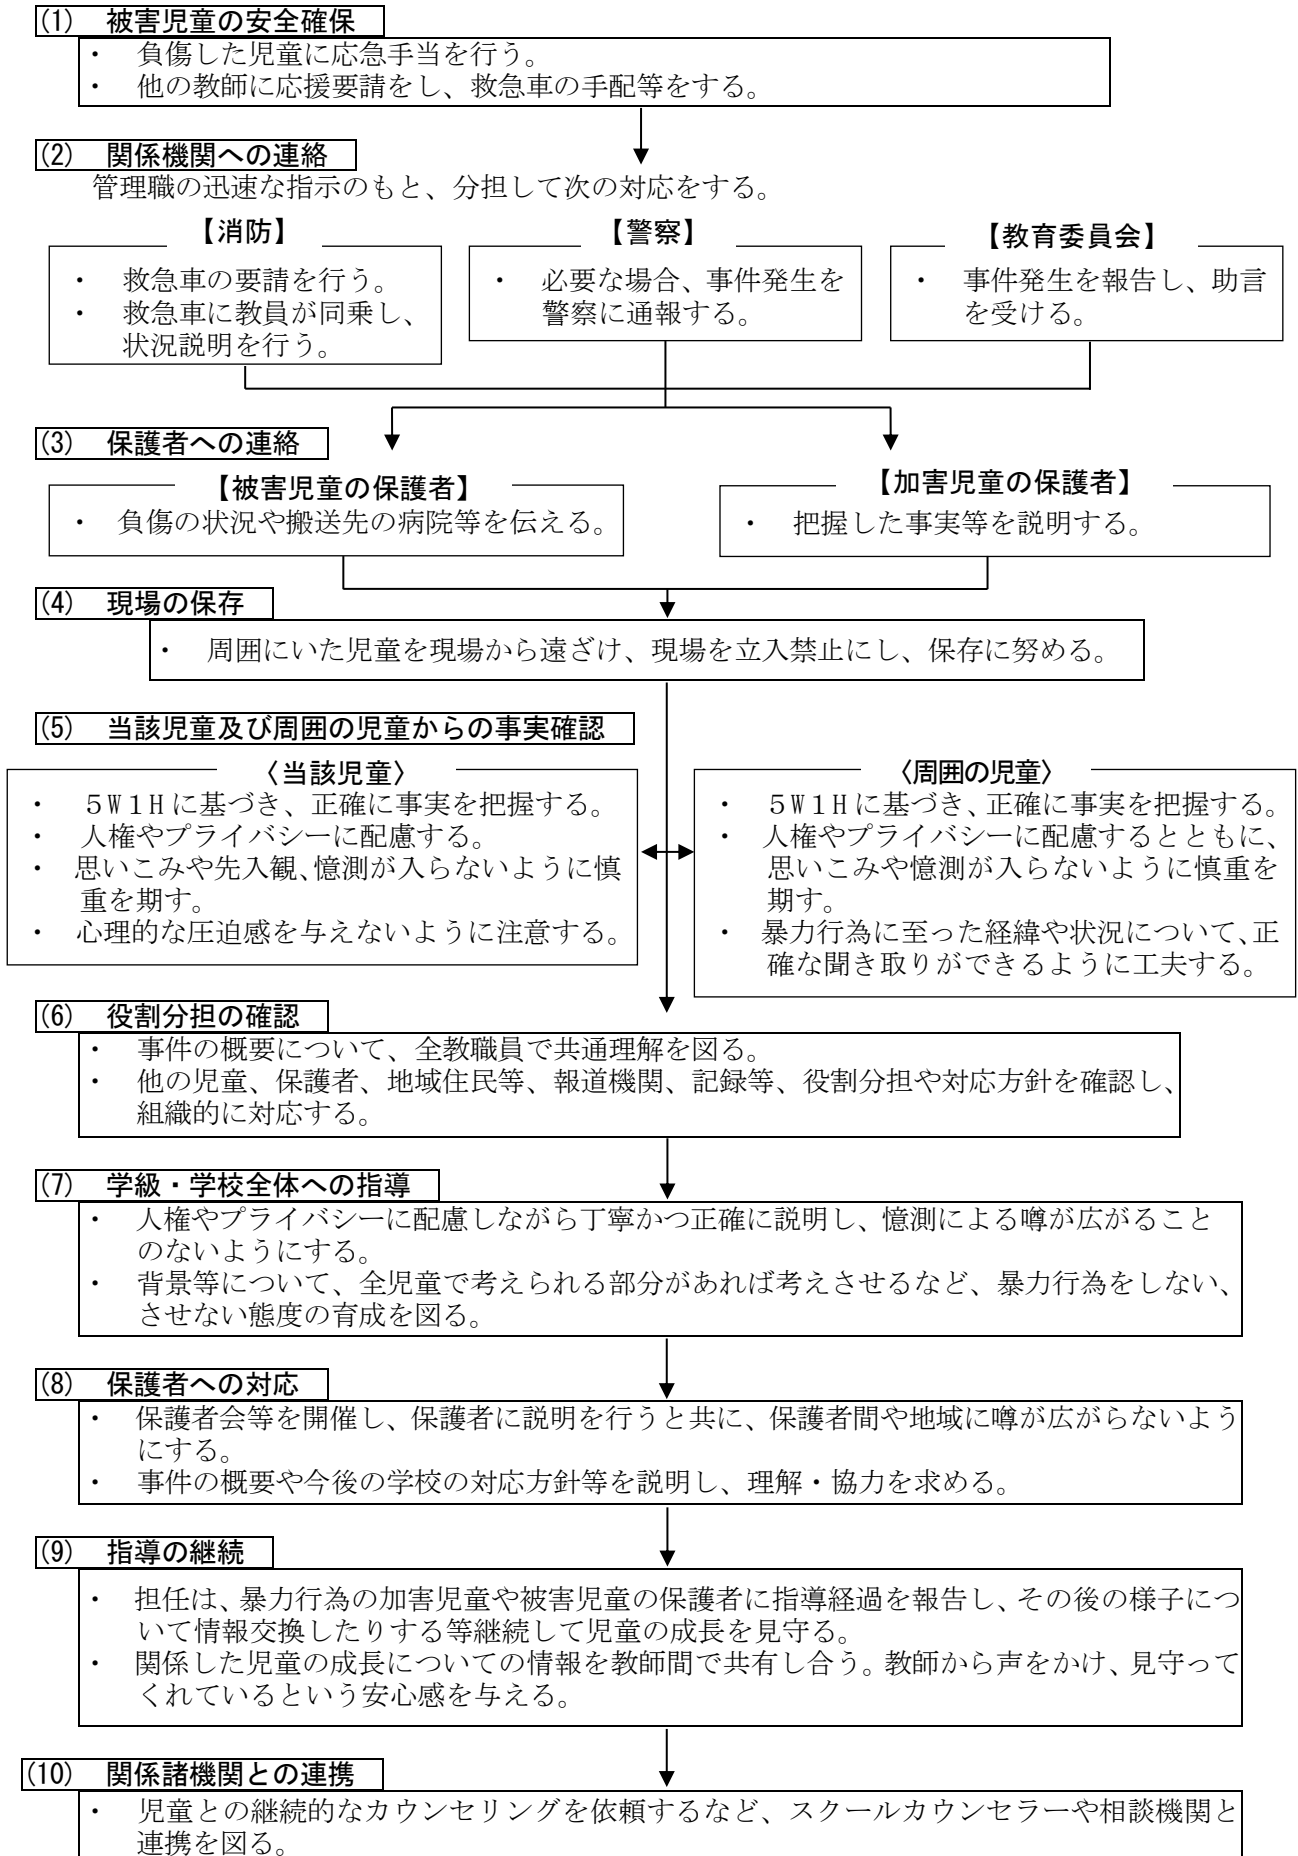 (1)　被害児童の安全確保
・　負傷した児童に応急手当を行う。
・　他の教師に応援要請をし、救急車の手配等をする。
(2)　関係機関への連絡
管理職の迅速な指示のもと、分担して次の対応をする。
【消防】
・　救急車の要請を行う。
・　救急車に教員が同乗し、
状況説明を行う。
【警察】
・　必要な場合、事件発生を
警察に通報する。
【教育委員会】
・　事件発生を報告し、助言
を受ける。
(3)　保護者への連絡
【被害児童の保護者】
・　負傷の状況や搬送先の病院等を伝える。
【加害児童の保護者】
・　把握した事実等を説明する。
(4)　現場の保存
・　周囲にいた児童を現場から遠ざけ、現場を立入禁止にし、保存に努める。
(5)　当該児童及び周囲の児童からの事実確認
〈当該児童〉
・　５Ｗ１Ｈに基づき、正確に事実を把握する。
・　人権やプライバシーに配慮する。
・　思いこみや先入観、憶測が入らないように慎
重を期す。
・　心理的な圧迫感を与えないように注意する。
〈周囲の児童〉
・　５Ｗ１Ｈに基づき、正確に事実を把握する。
・　人権やプライバシーに配慮するとともに、
思いこみや憶測が入らないように慎重を
期す。
・　暴力行為に至った経緯や状況について、正
確な聞き取りができるように工夫する。
(6)　役割分担の確認
・　事件の概要について、全教職員で共通理解を図る。
・　他の児童、保護者、地域住民等、報道機関、記録等、役割分担や対応方針を確認し、
組織的に対応する。
(7)　学級・学校全体への指導
・　人権やプライバシーに配慮しながら丁寧かつ正確に説明し、憶測による噂が広がること
のないようにする。
・　背景等について、全児童で考えられる部分があれば考えさせるなど、暴力行為をしない、
させない態度の育成を図る。
(8)　保護者への対応
・　保護者会等を開催し、保護者に説明を行うと共に、保護者間や地域に噂が広がらないよう
にする。
・　事件の概要や今後の学校の対応方針等を説明し、理解・協力を求める。
(9)　指導の継続
・　担任は、暴力行為の加害児童や被害児童の保護者に指導経過を報告し、その後の様子につ
いて情報交換したりする等継続して児童の成長を見守る。
・　関係した児童の成長についての情報を教師間で共有し合う。教師から声をかけ、見守って
くれているという安心感を与える。
(10)　関係諸機関との連携
・　児童との継続的なカウンセリングを依頼するなど、スクールカウンセラーや相談機関と
連携を図る。